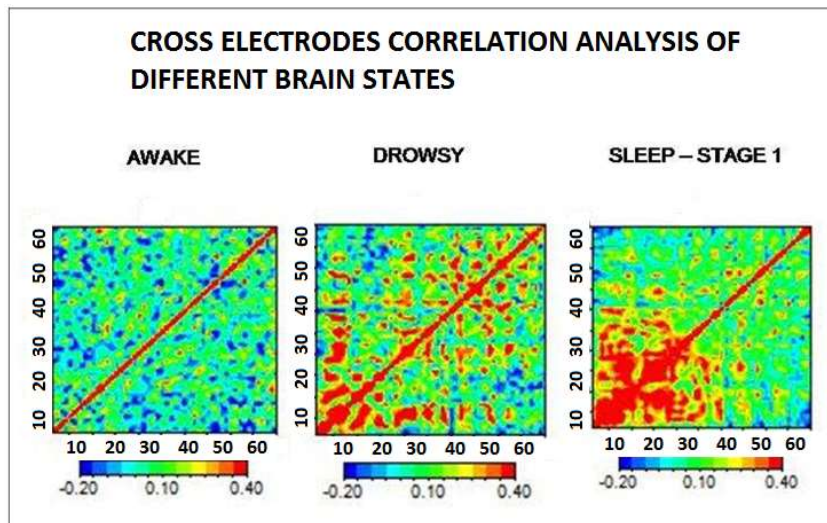 CROSS ELECTRODES CORRELATION ANALYSIS OF
DIFFERENT BRAIN STATES
AWAKE
DROWSY
SLEEP – STAGE 1
60
50
40
30
20
10
10 20 30 40 50 60
-0.20 0.10 0.40
60
50
40
30
20
10
10 20 30 40 50 60
-0.20 0.10 0.40
60
50
40
30
20
10
10 20 30 40 50 60
-0.20 0.10 0.40